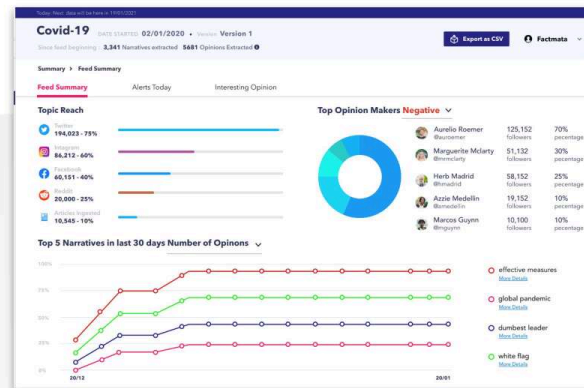 Today: Next data will be here in 19/01/2021
Covid-19 DATE STARTED 02/01/2020 • Version Version 1
Since feed beginning : 3,341 Narratives extracted 5681 Opinions Extracted
Export as CSV
Factmata
Summary > Feed Summary
Feed Summary Alerts Today Interesting Opinion
Topic Reach
Twitter
194,023 - 75%
Intagram
86,212 - 60%
Facebook
60,151 - 40%
Reddit
20,000 - 25%
Articles Ingested
10,545 - 10%
Top Opinion Makers Negative
Aurelio Roemer 125,152 70%
@auroemer followers pecentage
Marguerite Mclarty 51,132 30%
@mrmclarty followers pecentage
Herb Madrid 58,152 25%
@hmadrid followers pecentage
Azzie Medellin 19,152 10%
@amedellin followers pecentage
Marcos Guynn 10,100 10%
@mguynn followers pecentage
Top 5 Narratives in last 30 days Number of Opinons
100%
75%
50%
25%
0%
20/12 20/01
effective measures
More Details
global pandemic
More Details
dumbest leader
More Details
white flag
More Details